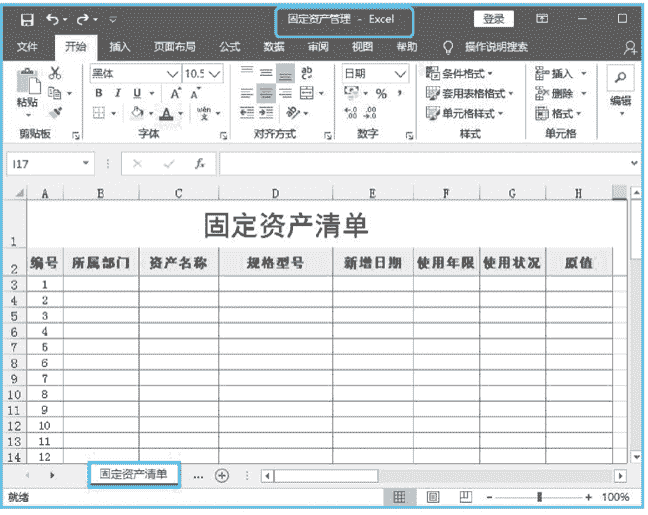 固定资产管理 - Excel
登录
文件 开始 插入 页面布局 公式 数据 审阅 视图 帮助 操作说明搜索
粘贴
剪贴板
黑体 10.5
B I U A A
A wén 文
字体
对齐方式
日期
% ,
数字
条件格式
套用表格格式
单元格样式
样式
插入
删除
格式
单元格
编辑
I17 fx
A B C D E F G H
1 固定资产清单
2 编号 所属部门 资产名称 规格型号 新增日期 使用年限 使用状况 原值
3 1
4 2
5 3
6 4
7 5
8 6
9 7
10 8
11 9
12 10
13 11
14 12
固定资产清单 ...
就绪 100%